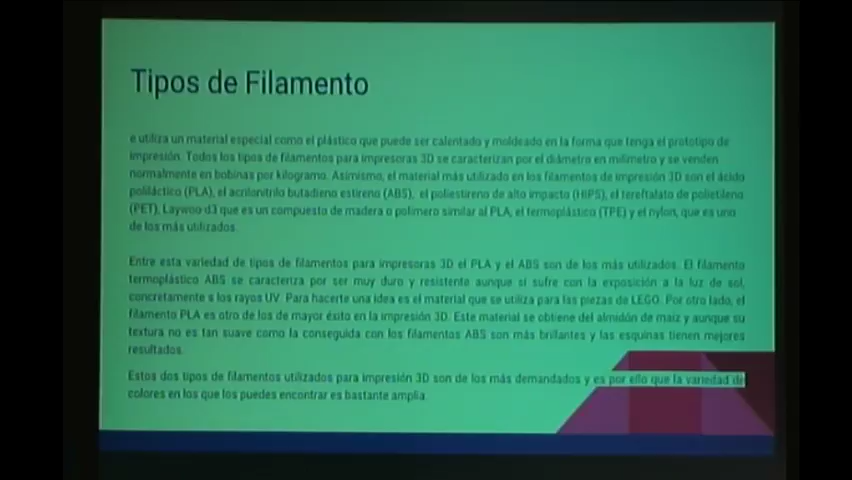 Tipos de Filamento
e utiliza un material especial como el plástico que puede ser calentado y moldeado en la forma que tenga el prototipo de
impresión. Todos los tipos de filamentos para impresoras 3D se caracterizan por el diámetro en milímetro y se venden
normalmente en bobinas por kilogramo. Asimismo, el material más utilizado en los filamentos de impresión 3D son el ácido
poliláctico (PLA), el acrilonitrilo butadieno estireno (ABS), el poliestireno de alto impacto (HIPS), el tereftalato de polietileno
(PET), Laywoo d3 que es un compuesto de madera o polímero similar al PLA, el termoplástico (TPE) y el nylon, que es uno
de los más utilizados.
Entre esta variedad de tipos de filamentos para impresoras 3D el PLA y el ABS son de los más utilizados. El filamento
termoplástico ABS se caracteriza por ser muy duro y resistente aunque sí sufre con la exposición a la luz de sol,
concretamente s los rayos UV. Para hacerte una idea es el material que se utiliza para las piezas de LEGO. Por otro lado, el
filamento PLA es otro de los de mayor éxito en la impresión 3D. Este material se obtiene del almidón de maíz y aunque su
textura no es tan suave como la conseguida con los filamentos ABS son más brillantes y las esquinas tienen mejores
resultados.
Estos dos tipos de filamentos utilizados para impresión 3D son de los más demandados y es por ello que la variedad de
colores en los que los puedes encontrar es bastante amplia.